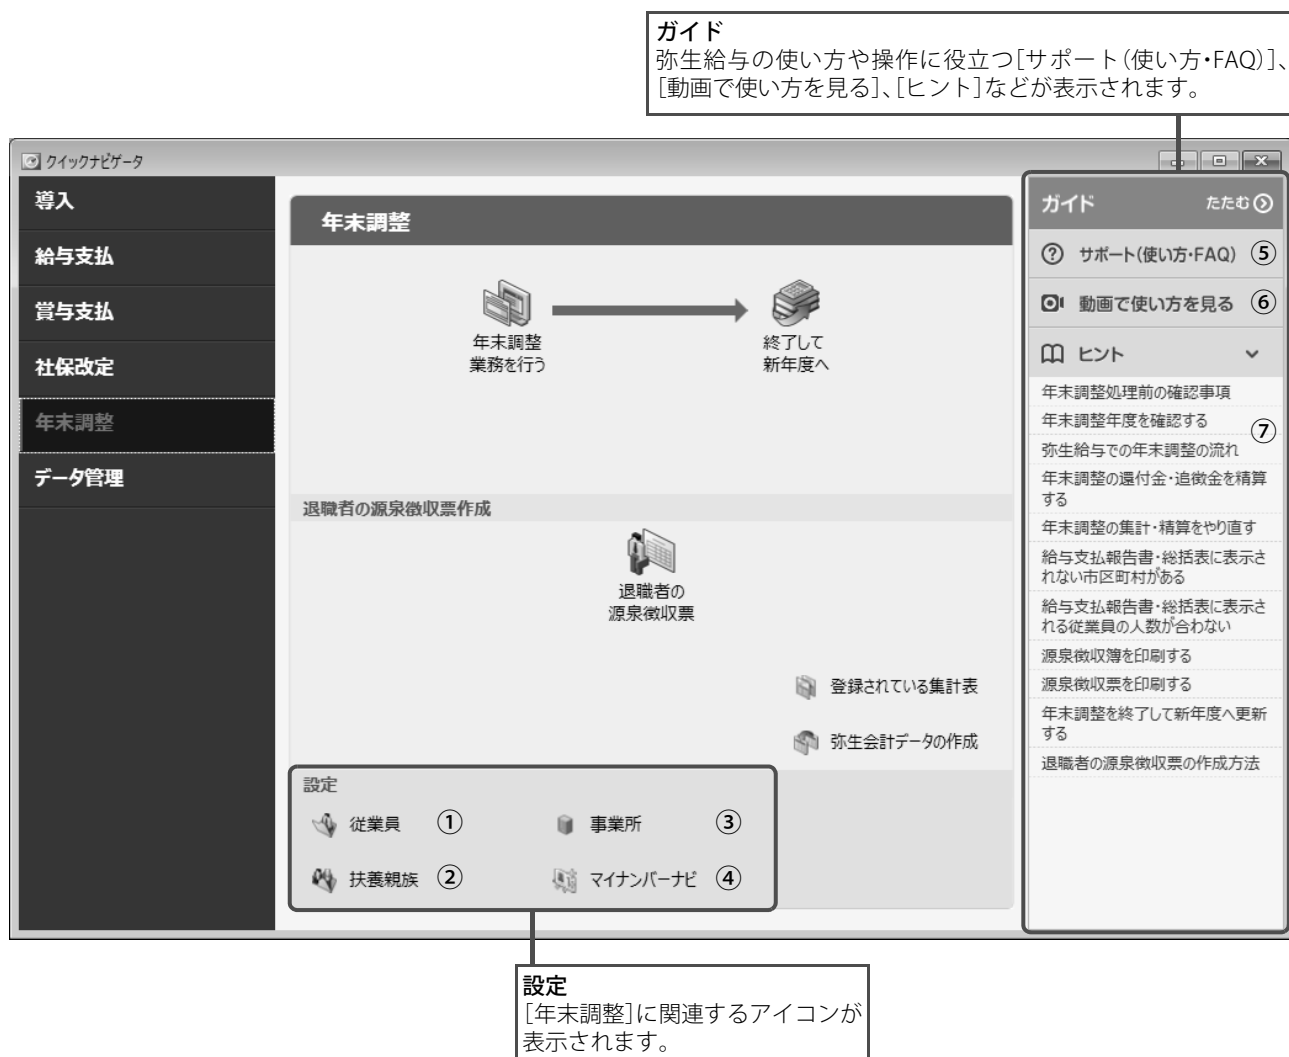 ガイド
弥生給与の使い方や操作に役立つ[サポート(使い方・FAQ)]、
[動画で使い方を見る]、[ヒント]などが表示されます。
クイックナビゲータ
導入
給与支払
賞与支払
社保改定
年末調整
データ管理
年末調整
年末調整
業務を行う
終了して
新年度へ
退職者の源泉徴収票作成
退職者の
源泉徴収票
登録されている集計表
弥生会計データの作成
設定
従業員 ①
事業所 ③
扶養親族 ②
マイナンバーナビ ④
ガイド たたむ
サポート(使い方・FAQ) ⑤
動画で使い方を見る ⑥
ヒント
年末調整処理前の確認事項
年末調整年度を確認する
⑦
弥生給与での年末調整の流れ
年末調整の還付金・追徴金を精算
する
年末調整の集計・精算をやり直す
給与支払報告書・総括表に表示さ
れない市区町村がある
給与支払報告書・総括表に表示さ
れる従業員の人数が合わない
源泉徴収簿を印刷する
源泉徴収票を印刷する
年末調整を終了して新年度へ更新
する
退職者の源泉徴収票の作成方法
設定
[年末調整]に関連するアイコンが
表示されます。